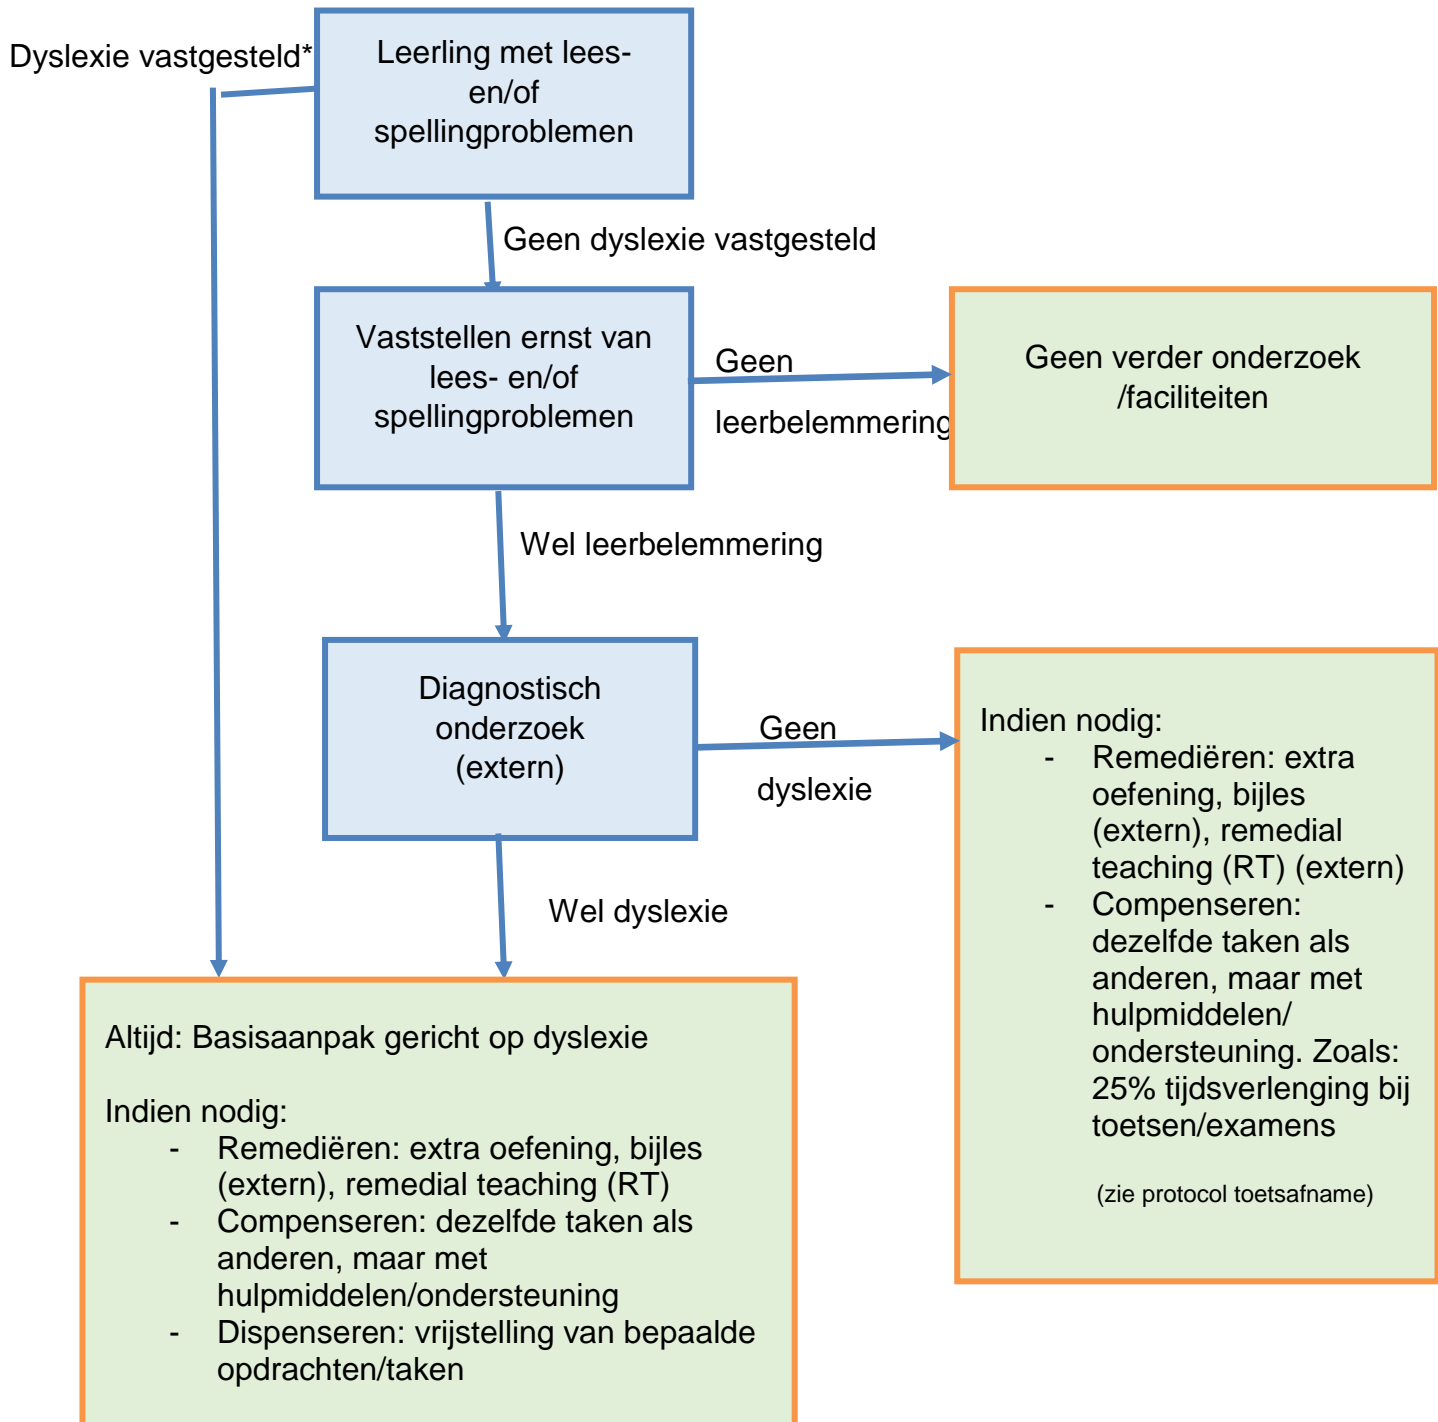 Dyslexie vastgesteld*
Leerling met lees-
en/of
spellingproblemen
Geen dyslexie vastgesteld
Vaststellen ernst van
lees- en/of
spellingproblemen
Geen
leerbelemmering
Geen verder onderzoek
/faciliteiten
Wel leerbelemmering
Diagnostisch
onderzoek
(extern)
Geen
dyslexie
Indien nodig:
- Remediëren: extra
oefening, bijles
(extern), remedial
teaching (RT) (extern)
- Compenseren:
dezelfde taken als
anderen, maar met
hulpmiddelen/
ondersteuning. Zoals:
25% tijdsverlenging bij
toetsen/examens
(zie protocol toetsafname)
Wel dyslexie
Altijd: Basisaanpak gericht op dyslexie
Indien nodig:
- Remediëren: extra oefening, bijles
(extern), remedial teaching (RT)
- Compenseren: dezelfde taken als
anderen, maar met
hulpmiddelen/ondersteuning
- Dispenseren: vrijstelling van bepaalde
opdrachten/taken